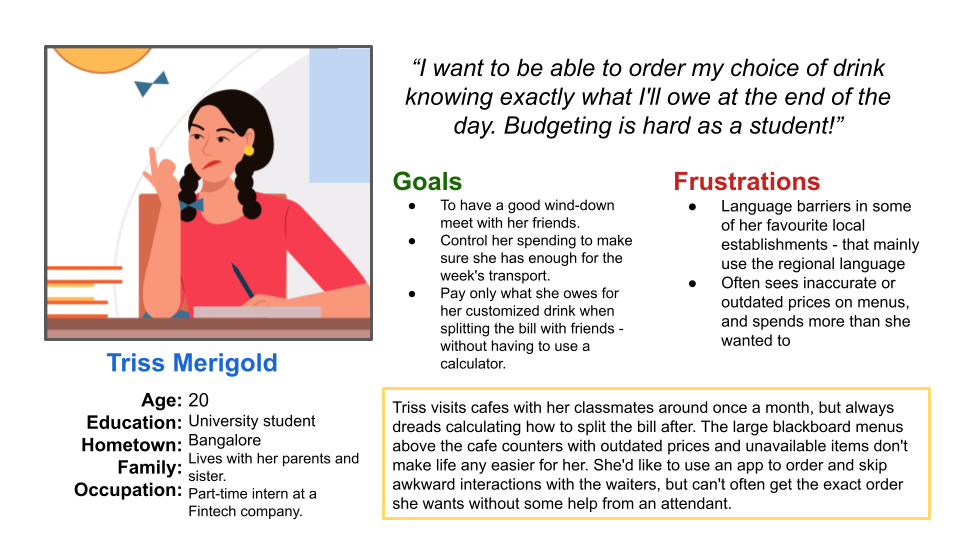 “I want to be able to order my choice of drink
knowing exactly what I'll owe at the end of the
day. Budgeting is hard as a student!”
Goals
● To have a good wind-down
meet with her friends.
● Control her spending to make
sure she has enough for the
week's transport.
● Pay only what she owes for
her customized drink when
splitting the bill with friends -
without having to use a
calculator.
Frustrations
● Language barriers in some
of her favourite local
establishments - that mainly
use the regional language
● Often sees inaccurate or
outdated prices on menus,
and spends more than she
wanted to
Triss Merigold
Age: 20
Education: University student
Hometown: Bangalore
Family: Lives with her parents and
sister.
Occupation: Part-time intern at a
Fintech company.
Triss visits cafes with her classmates around once a month, but always
dreads calculating how to split the bill after. The large blackboard menus
above the cafe counters with outdated prices and unavailable items don't
make life any easier for her. She'd like to use an app to order and skip
awkward interactions with the waiters, but can't often get the exact order
she wants without some help from an attendant.